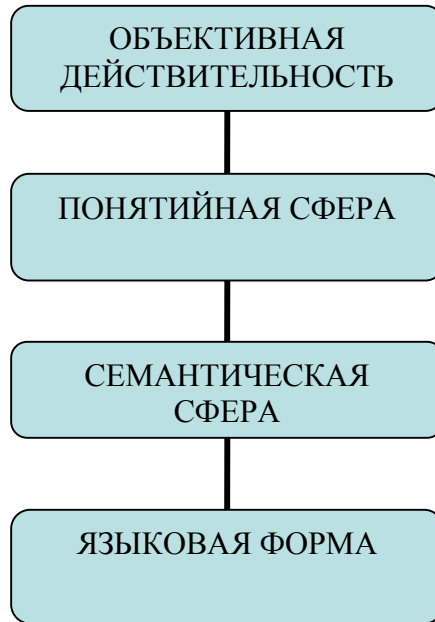 ОБЪЕКТИВНАЯ
ДЕЙСТВИТЕЛЬНОСТЬ
ПОНЯТИЙНАЯ СФЕРА
СЕМАНТИЧЕСКАЯ
СФЕРА
ЯЗЫКОВАЯ ФОРМА